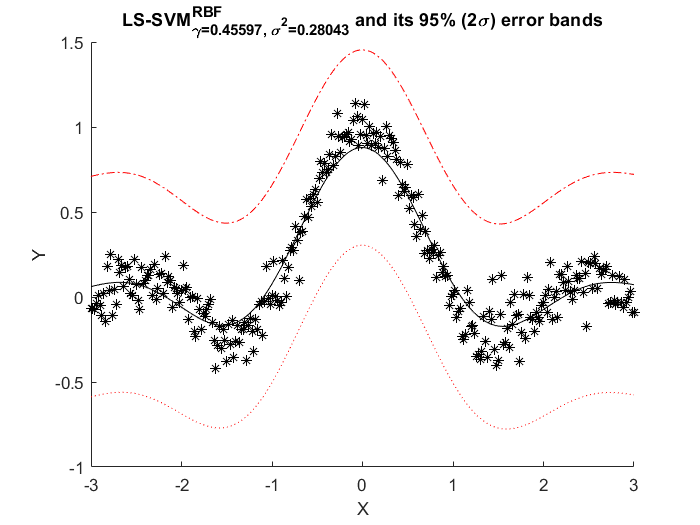 LS-SVM^RBF_γ=0.45597, σ^2=0.28043 and its 95% (2σ) error bands
1.5
1
0.5
0
-0.5
-1
Y
-3 -2 -1 0 1 2 3
X